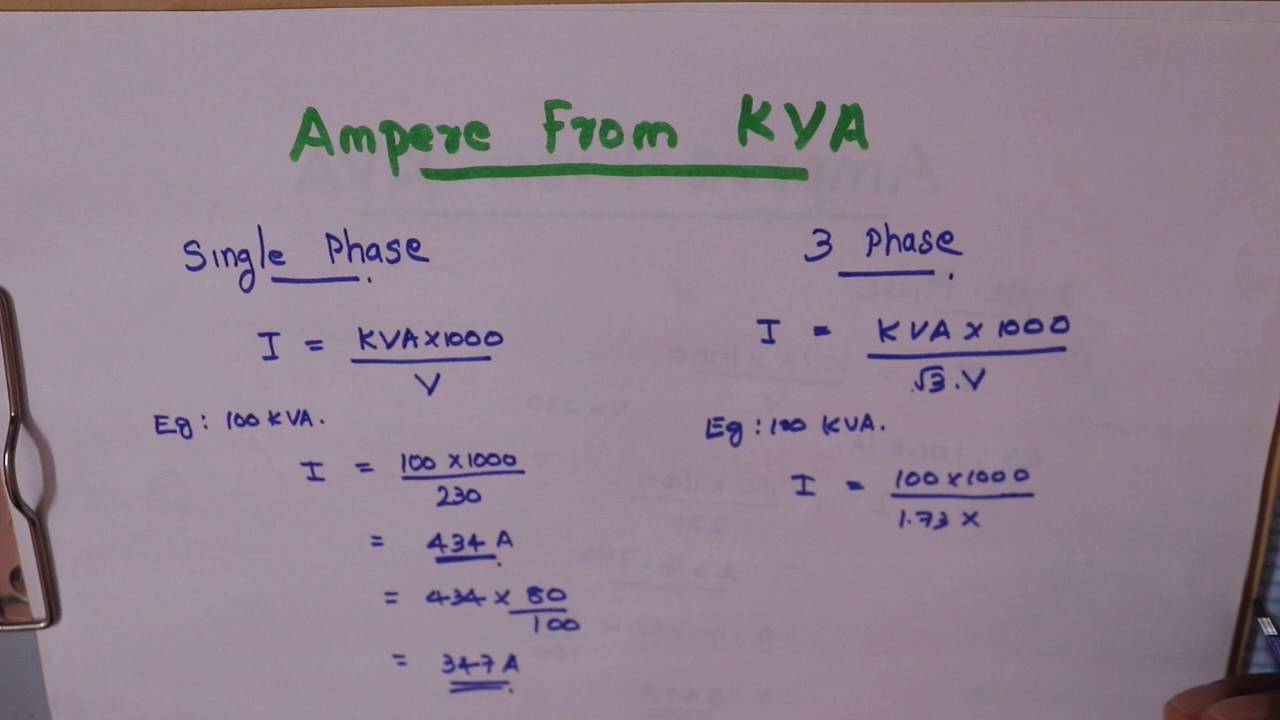 Ampere From KVA
Single Phase
I = KVA×1000
V
Eg: 100 KVA.
I = 100 ×1000
230
= 434 A
= 434 × 80
100
= 347 A
3 Phase
I = KVA × 1000
√3.V
Eg: 100 KVA.
I = 100×1000
1.73 ×